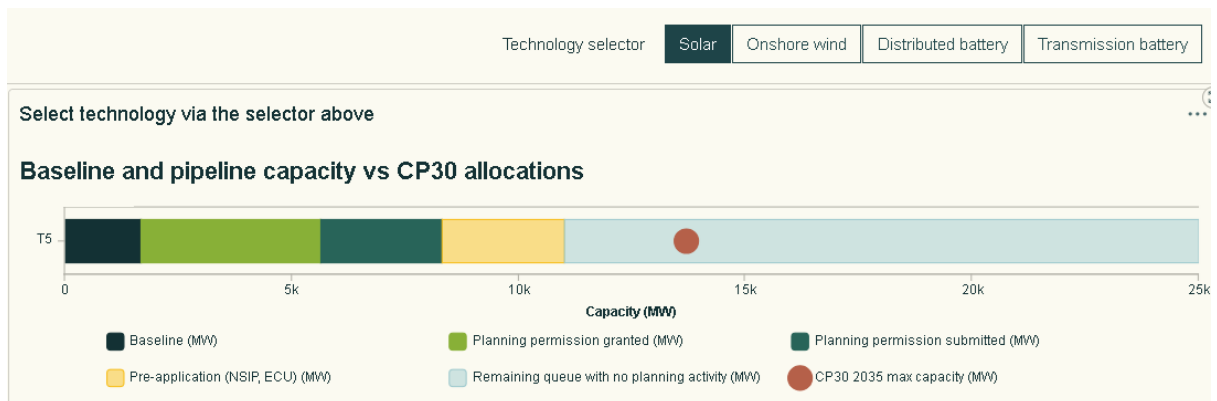 Technology selector Solar Onshore wind Distributed battery Transmission battery
Select technology via the selector above
Baseline and pipeline capacity vs CP30 allocations
T5
0 5k 10k 15k 20k 25k
Capacity (MW)
Baseline (MW) Planning permission granted (MW) Planning permission submitted (MW)
Pre-application (NSIP, ECU) (MW) Remaining queue with no planning activity (MW) CP30 2035 max capacity (MW)